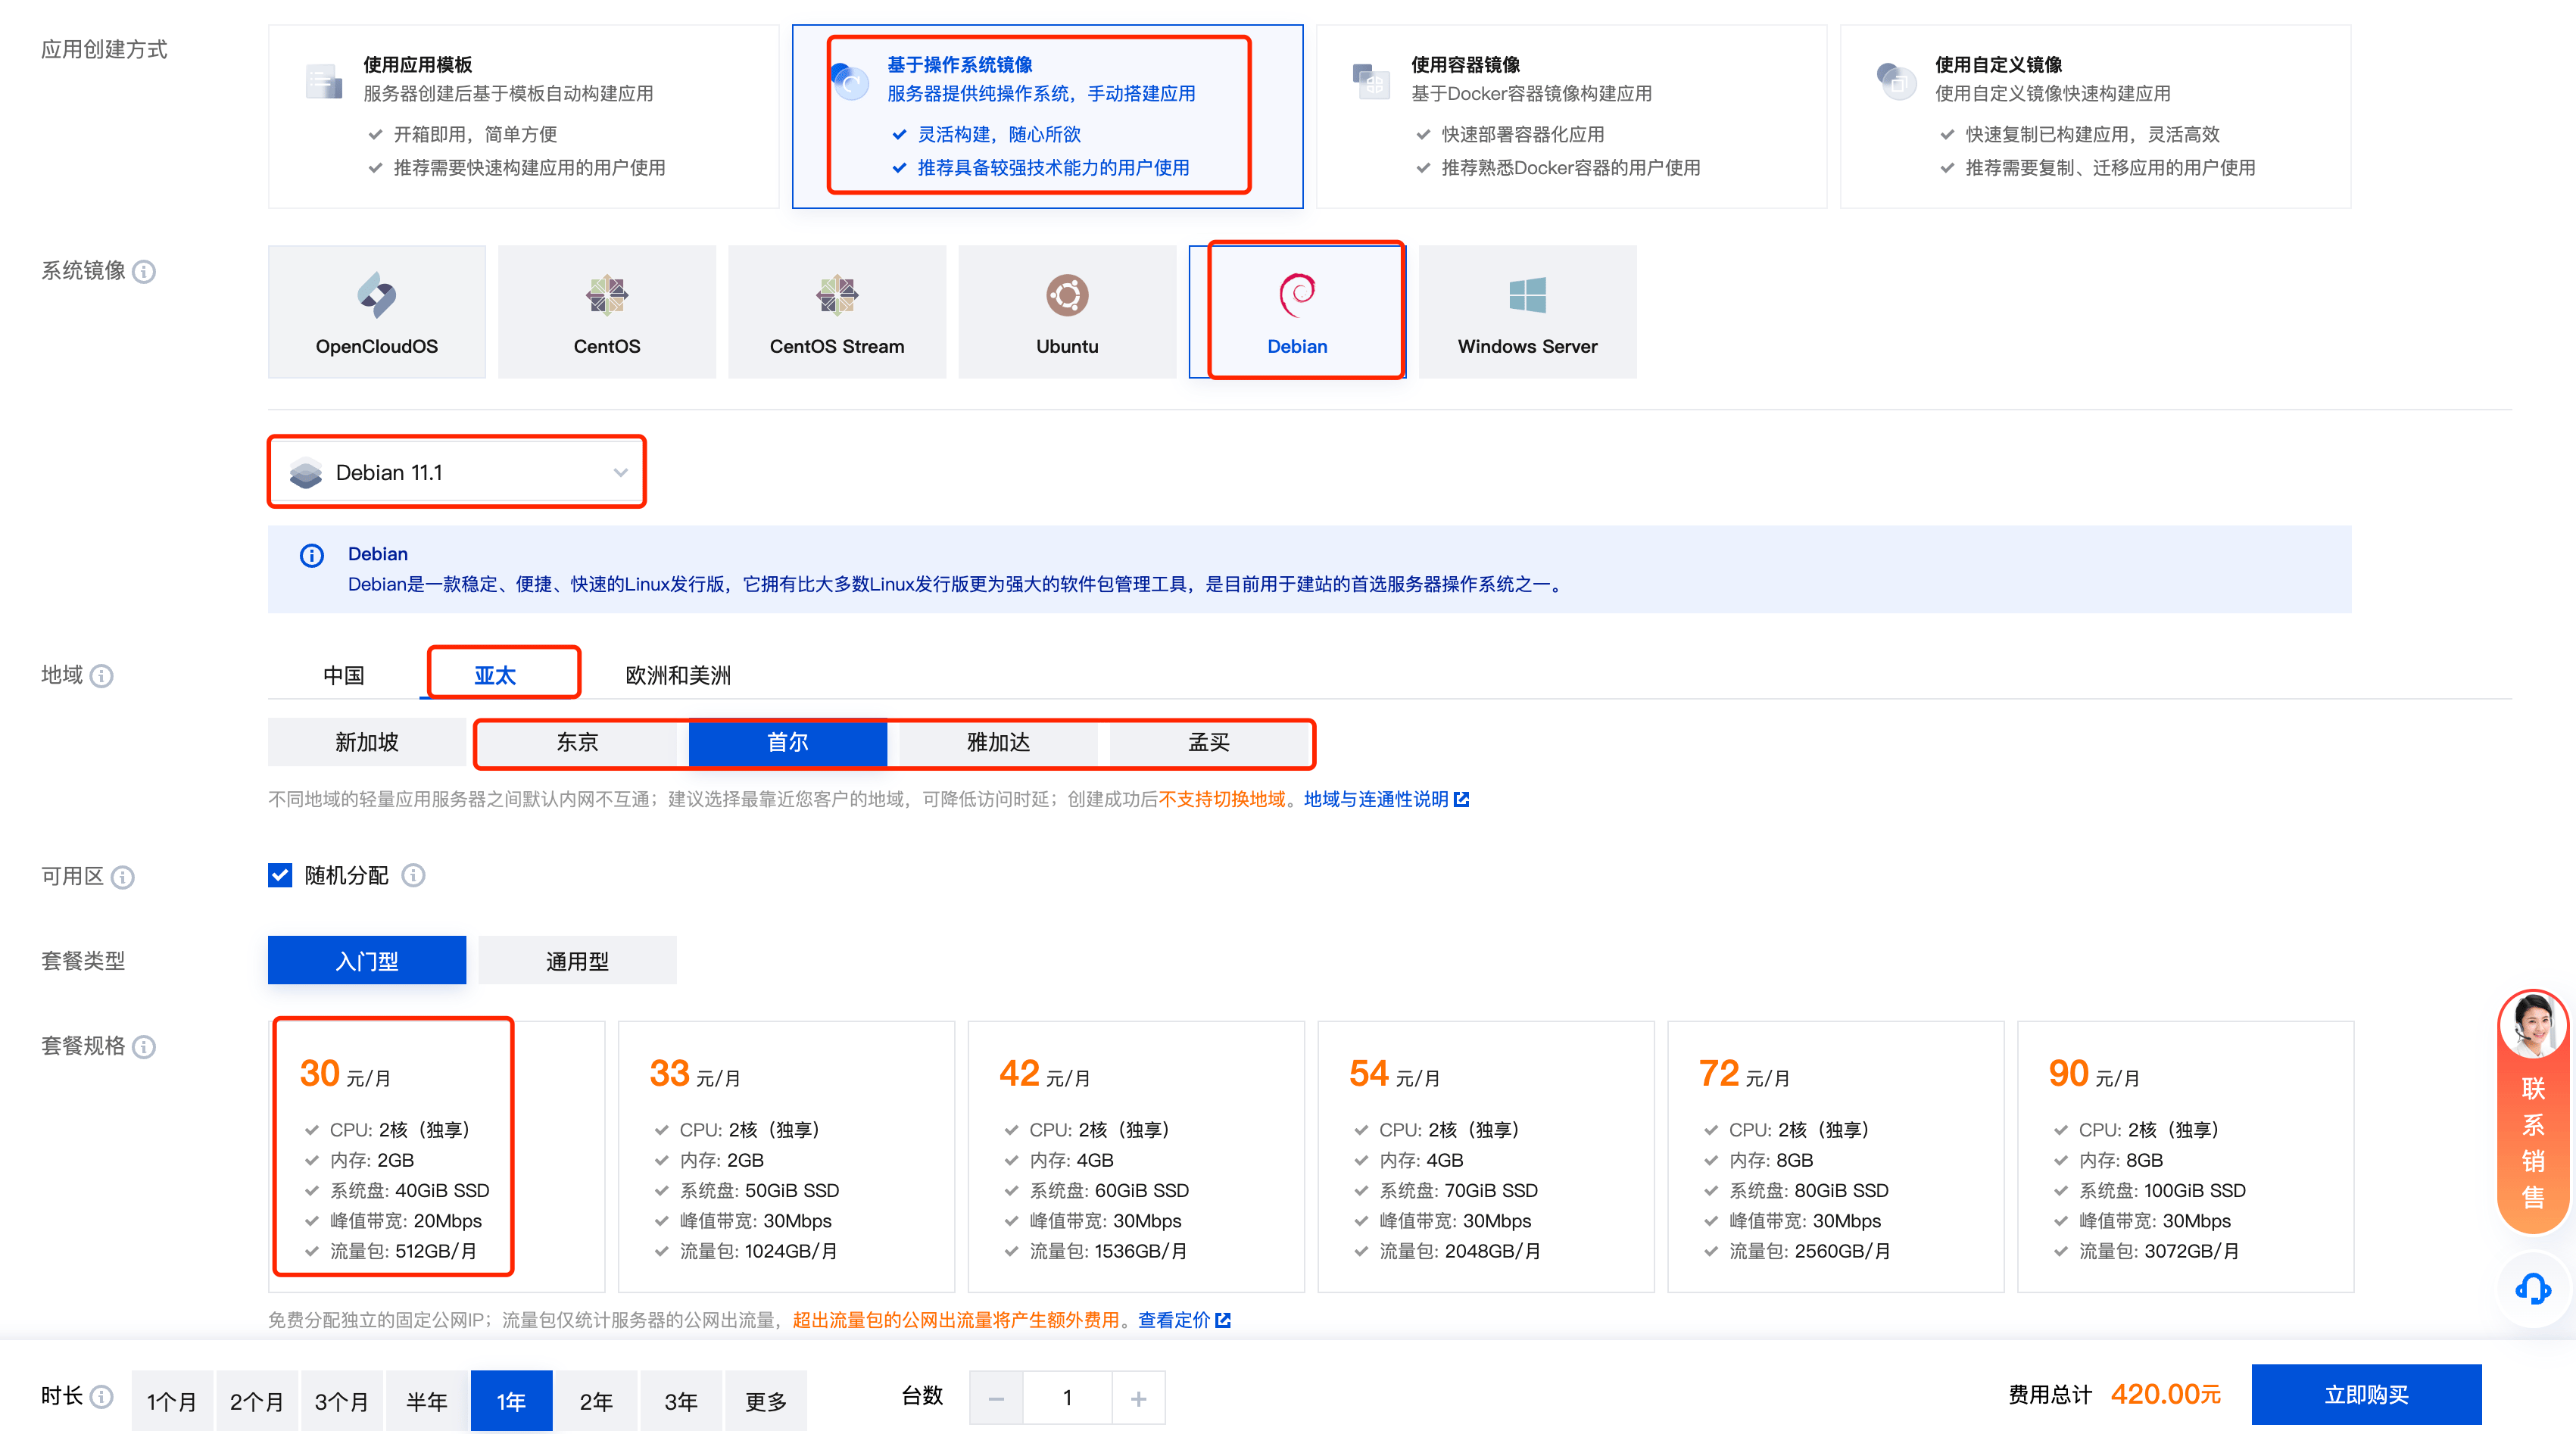 应用创建方式
使用应用模板
服务器创建后基于模板自动构建应用
开箱即用，简单方便
推荐需要快速构建应用的用户使用
基于操作系统镜像
服务器提供纯操作系统，手动搭建应用
灵活构建，随心所欲
推荐具备较强技术能力的用户使用
使用容器镜像
基于Docker容器镜像构建应用
快速部署容器化应用
推荐熟悉Docker容器的用户使用
使用自定义镜像
使用自定义镜像快速构建应用
快速复制已构建应用，灵活高效
推荐需要复制、迁移应用的用户使用
系统镜像
OpenCloudOS
CentOS
CentOS Stream
Ubuntu
Debian
Windows Server
Debian 11.1
Debian
Debian是一款稳定、便捷、快速的Linux发行版，它拥有比大多数Linux发行版更为强大的软件包管理工具，是目前用于建站的首选服务器操作系统之一。
地域
中国
亚太
欧洲和美洲
新加坡
东京
首尔
雅加达
孟买
不同地域的轻量应用服务器之间默认内网不互通；建议选择最靠近您客户的地域，可降低访问时延；创建成功后不支持切换地域。地域与连通性说明
可用区
随机分配
套餐类型
入门型
通用型
套餐规格
30 元/月
CPU: 2核（独享）
内存: 2GB
系统盘: 40GiB SSD
峰值带宽: 20Mbps
流量包: 512GB/月
33 元/月
CPU: 2核（独享）
内存: 2GB
系统盘: 50GiB SSD
峰值带宽: 30Mbps
流量包: 1024GB/月
42 元/月
CPU: 2核（独享）
内存: 4GB
系统盘: 60GiB SSD
峰值带宽: 30Mbps
流量包: 1536GB/月
54 元/月
CPU: 2核（独享）
内存: 4GB
系统盘: 70GiB SSD
峰值带宽: 30Mbps
流量包: 2048GB/月
72 元/月
CPU: 2核（独享）
内存: 8GB
系统盘: 80GiB SSD
峰值带宽: 30Mbps
流量包: 2560GB/月
90 元/月
CPU: 2核（独享）
内存: 8GB
系统盘: 100GiB SSD
峰值带宽: 30Mbps
流量包: 3072GB/月
免费分配独立的固定公网IP；流量包仅统计服务器的公网出流量，超出流量包的公网出流量将产生额外费用。查看定价
联系销售
时长
1个月
2个月
3个月
半年
1年
2年
3年
更多
台数
1
费用总计 420.00元
立即购买